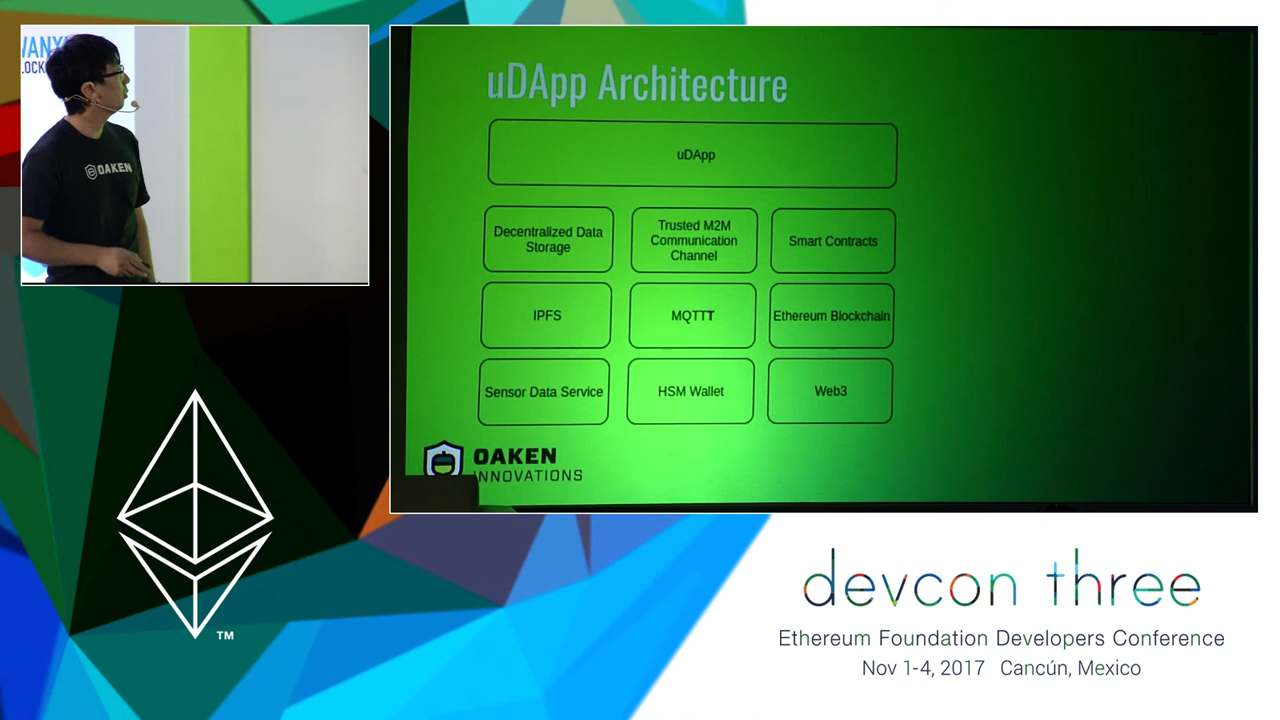 WANX
LOCK
OAKEN
uDApp Architecture
uDApp
Decentralized Data
Storage
Trusted M2M
Communication
Channel
Smart Contracts
IPFS
MQTTT
Ethereum Blockchain
Sensor Data Service
HSM Wallet
Web3
OAKEN
INNOVATIONS
TM
devcon three
Ethereum Foundation Developers Conference
Nov 1-4, 2017 Cancún, Mexico